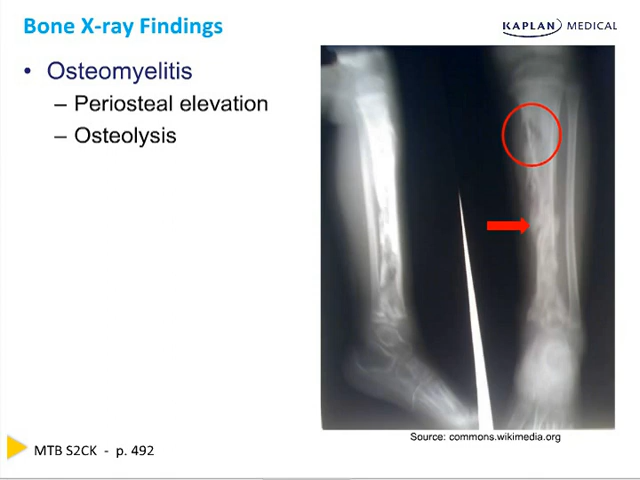 Bone X-ray Findings
KAPLAN MEDICAL
• Osteomyelitis
– Periosteal elevation
– Osteolysis
Source: commons.wikimedia.org
MTB S2CK - p. 492